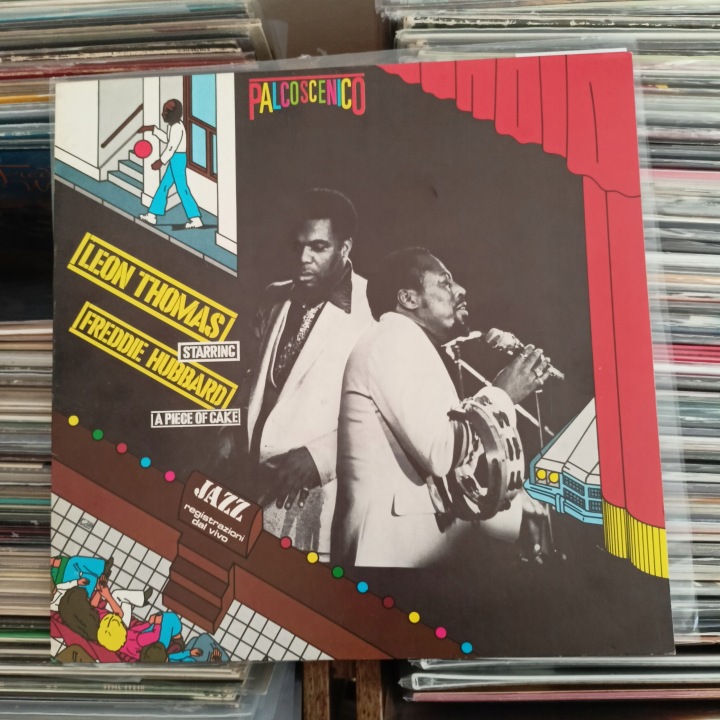 PALCOSCENICO
LEON THOMAS
STARRING
FREDDIE HUBBARD
A PIECE OF CAKE
JAZZ
registrazioni
dal vivo